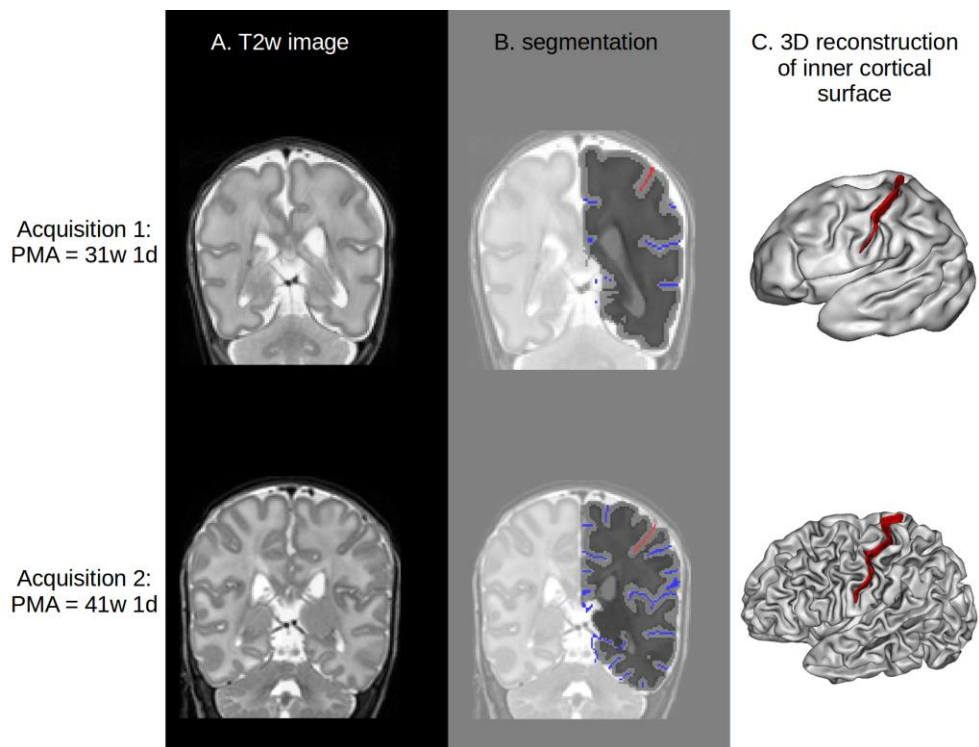 A. T2w image
B. segmentation
C. 3D reconstruction
of inner cortical
surface
Acquisition 1:
PMA = 31w 1d
Acquisition 2:
PMA = 41w 1d